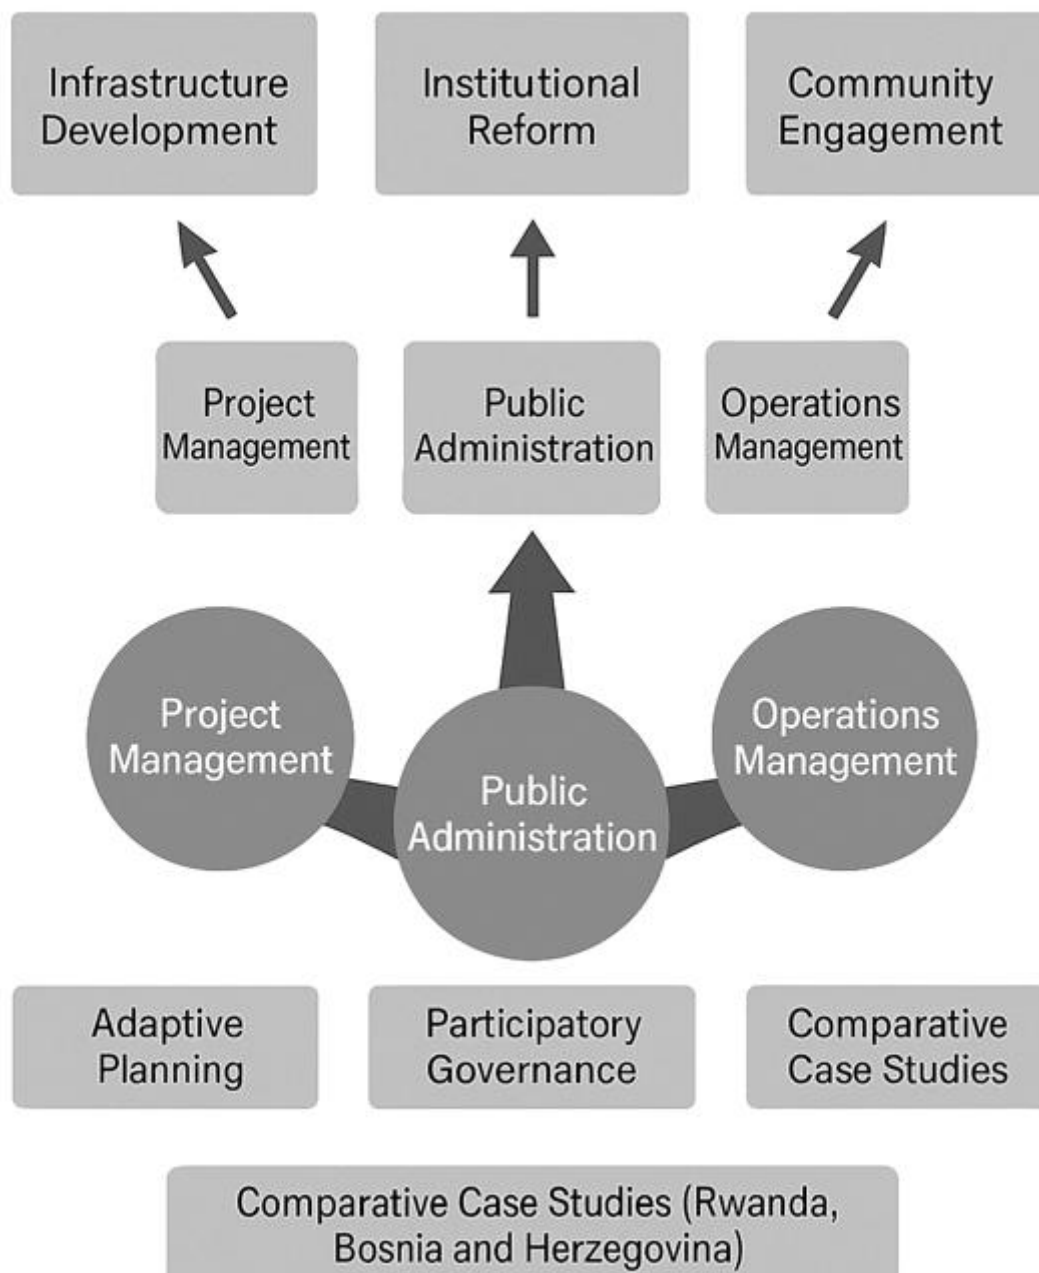 Infrastructure
Development
Institutional
Reform
Community
Engagement
Project
Management
Public
Administration
Operations
Management
Project
Management
Public
Administration
Operations
Management
Adaptive
Planning
Participatory
Governance
Comparative
Case Studies
Comparative Case Studies (Rwanda,
Bosnia and Herzegovina)